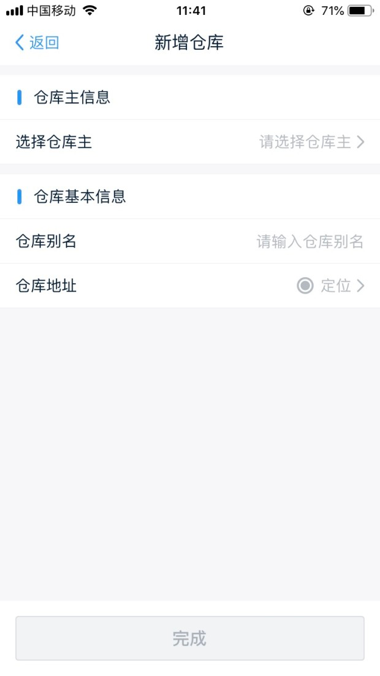 中国移动 11:41 71%
返回 新增仓库
仓库主信息
选择仓库主 请选择仓库主
仓库基本信息
仓库别名 请输入仓库别名
仓库地址 定位
完成